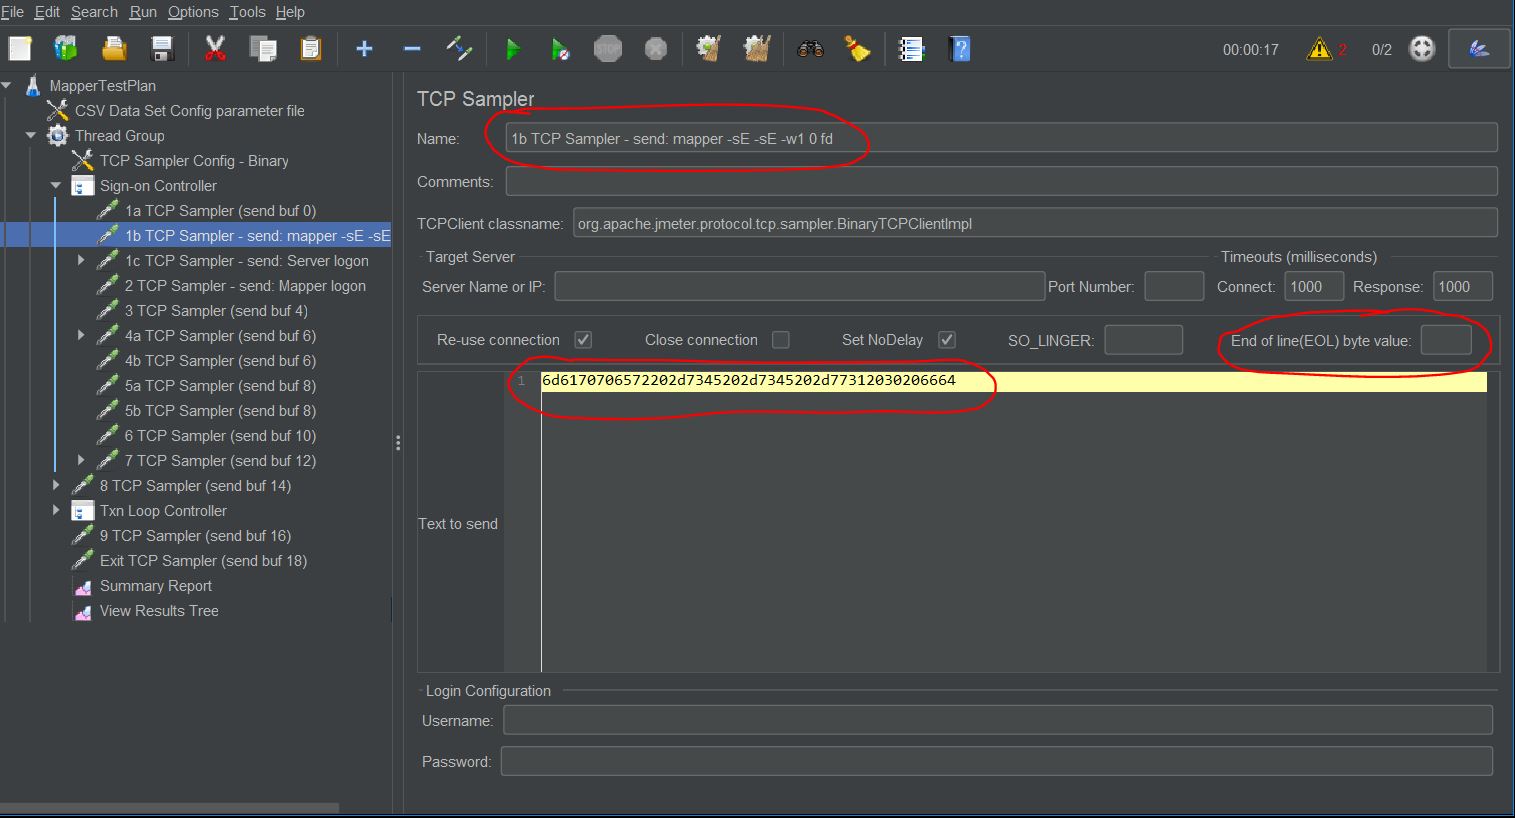 File Edit Search Run Options Tools Help
STOP
00:00:17 2 0/2
MapperTestPlan
CSV Data Set Config parameter file
Thread Group
TCP Sampler Config - Binary
Sign-on Controller
1a TCP Sampler (send buf 0)
1b TCP Sampler - send: mapper -sE -sE
1c TCP Sampler - send: Server logon
2 TCP Sampler - send: Mapper logon
3 TCP Sampler (send buf 4)
4a TCP Sampler (send buf 6)
4b TCP Sampler (send buf 6)
5a TCP Sampler (send buf 8)
5b TCP Sampler (send buf 8)
6 TCP Sampler (send buf 10)
7 TCP Sampler (send buf 12)
8 TCP Sampler (send buf 14)
Txn Loop Controller
9 TCP Sampler (send buf 16)
Exit TCP Sampler (send buf 18)
Summary Report
View Results Tree
TCP Sampler
Name: 1b TCP Sampler - send: mapper -sE -sE -w1 0 fd
Comments:
TCPClient classname: org.apache.jmeter.protocol.tcp.sampler.BinaryTCPClientImpl
Target Server Timeouts (milliseconds)
Server Name or IP: Port Number: Connect: 1000 Response: 1000
Re-use connection Close connection Set NoDelay SO_LINGER: End of line(EOL) byte value:
1 6d6170706572202d7345202d7345202d77312030206664
Text to send
Login Configuration
Username:
Password: